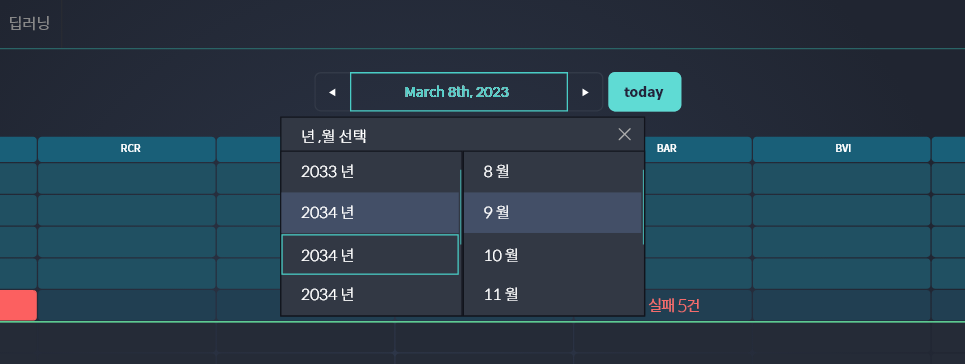 딥러닝
◀ March 8th, 2023 ▶ today
년 ,월 선택
RCR BAR BVI
2033 년 8 월
2034 년 9 월
2034 년 10 월
2034 년 11 월
실패 5건